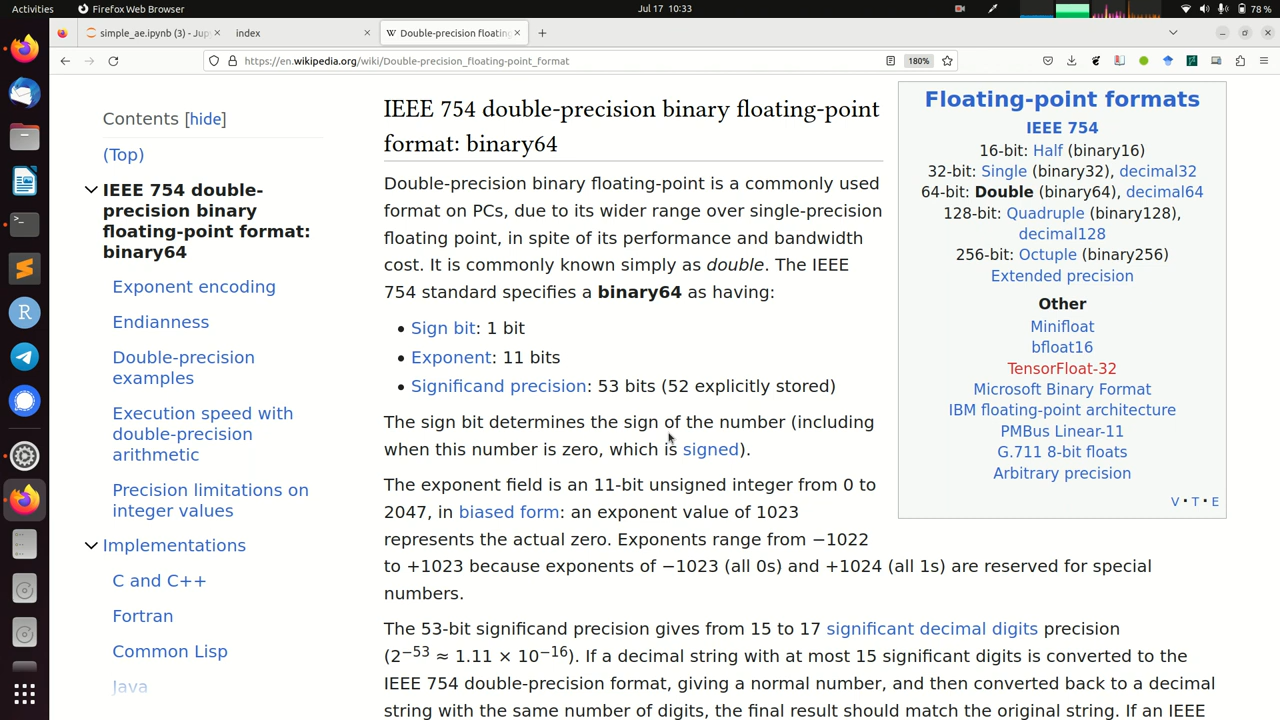 Activities
Firefox Web Browser
Jul 17 10:33
78 %
simple_ae.ipynb (3) - Jup
index
W Double-precision floating
https://en.wikipedia.org/wiki/Double-precision_floating-point_format
180%
Contents [hide]
(Top)
IEEE 754 double-
precision binary
floating-point format:
binary64
Exponent encoding
Endianness
Double-precision
examples
Execution speed with
double-precision
arithmetic
Precision limitations on
integer values
Implementations
C and C++
Fortran
Common Lisp
Java
IEEE 754 double-precision binary floating-point
format: binary64
Double-precision binary floating-point is a commonly used
format on PCs, due to its wider range over single-precision
floating point, in spite of its performance and bandwidth
cost. It is commonly known simply as double. The IEEE
754 standard specifies a binary64 as having:
• Sign bit: 1 bit
• Exponent: 11 bits
• Significand precision: 53 bits (52 explicitly stored)
The sign bit determines the sign of the number (including
when this number is zero, which is signed).
The exponent field is an 11-bit unsigned integer from 0 to
2047, in biased form: an exponent value of 1023
represents the actual zero. Exponents range from −1022
to +1023 because exponents of −1023 (all 0s) and +1024 (all 1s) are reserved for special
numbers.
The 53-bit significand precision gives from 15 to 17 significant decimal digits precision
(2⁻⁵³ ≈ 1.11 × 10⁻¹⁶). If a decimal string with at most 15 significant digits is converted to the
IEEE 754 double-precision format, giving a normal number, and then converted back to a decimal
string with the same number of digits, the final result should match the original string. If an IEEE
Floating-point formats
IEEE 754
16-bit: Half (binary16)
32-bit: Single (binary32), decimal32
64-bit: Double (binary64), decimal64
128-bit: Quadruple (binary128),
decimal128
256-bit: Octuple (binary256)
Extended precision
Other
Minifloat
bfloat16
TensorFloat-32
Microsoft Binary Format
IBM floating-point architecture
PMBus Linear-11
G.711 8-bit floats
Arbitrary precision
V · T · E